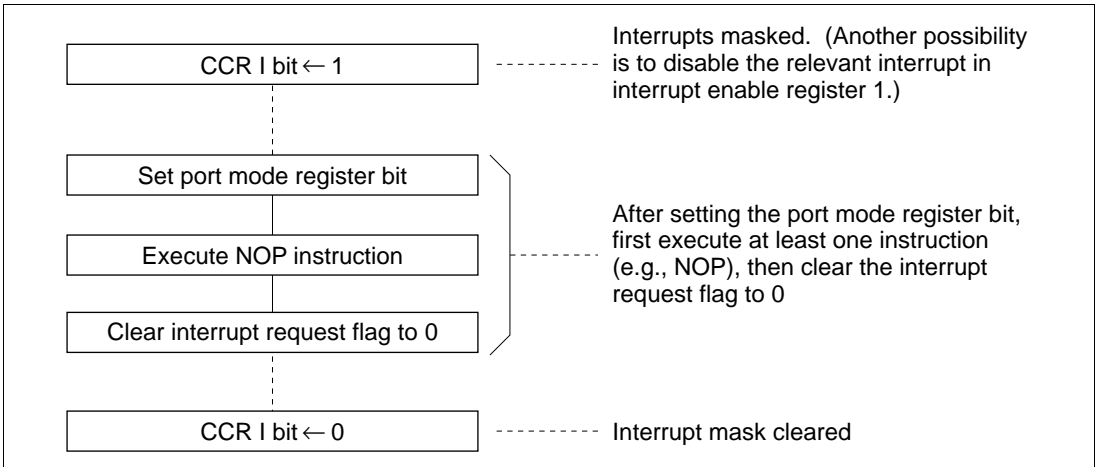 CCR I bit ← 1
Interrupts masked. (Another possibility
is to disable the relevant interrupt in
interrupt enable register 1.)
Set port mode register bit
Execute NOP instruction
Clear interrupt request flag to 0
After setting the port mode register bit,
first execute at least one instruction
(e.g., NOP), then clear the interrupt
request flag to 0
CCR I bit ← 0
Interrupt mask cleared